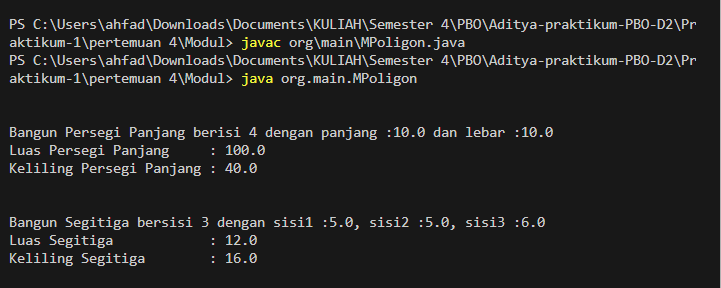 PS C:\Users\ahfad\Downloads\Documents\KULIAH\Semester 4\PBO\Aditya-praktikum-PBO-D2\Pr
aktikum-1\pertemuan 4\Modul> javac org\main\MPoligon.java
PS C:\Users\ahfad\Downloads\Documents\KULIAH\Semester 4\PBO\Aditya-praktikum-PBO-D2\Pr
aktikum-1\pertemuan 4\Modul> java org.main.MPoligon
Bangun Persegi Panjang berisi 4 dengan panjang :10.0 dan lebar :10.0
Luas Persegi Panjang     : 100.0
Keliling Persegi Panjang : 40.0
Bangun Segitiga bersisi 3 dengan sisi1 :5.0, sisi2 :5.0, sisi3 :6.0
Luas Segitiga            : 12.0
Keliling Segitiga        : 16.0